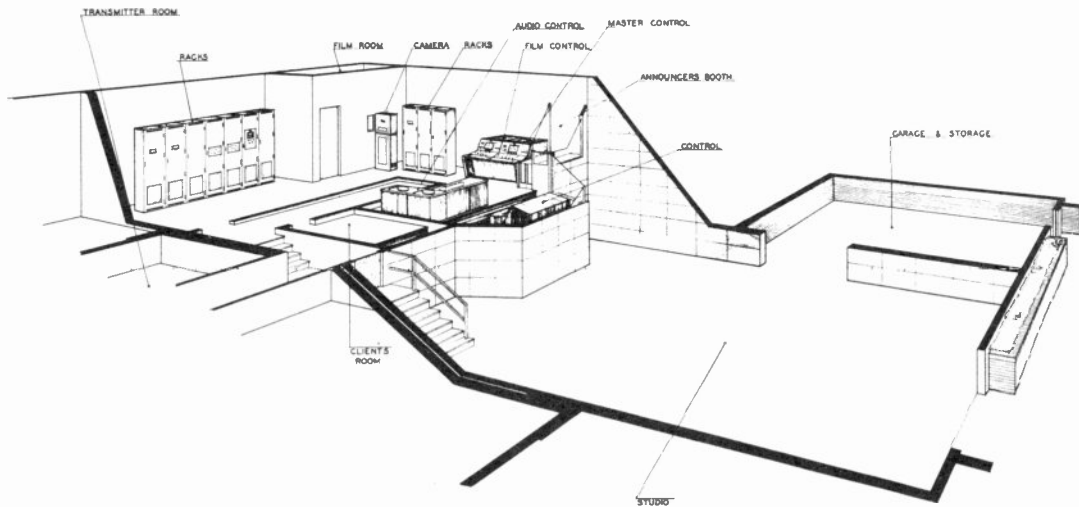 TRANSMITTER ROOM
AUDIO CONTROL
MASTER CONTROL
RACKS
FILM ROOM
CAMERA
RACKS
FILM CONTROL
ANNOUNCERS BOOTH
GARAGE & STORAGE
CONTROL
CLIENTS
ROOM
STUDIO